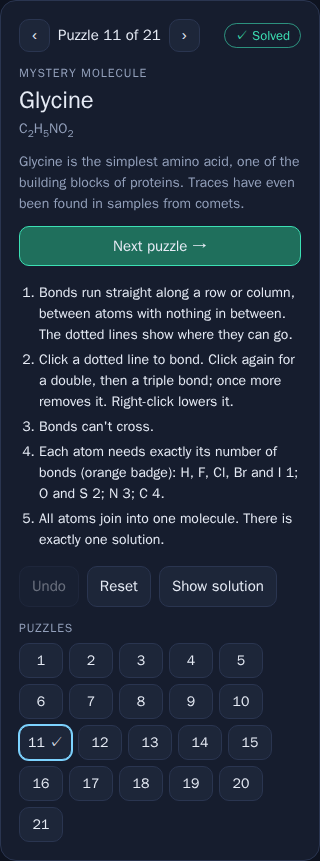 ‹ Puzzle 11 of 21 › ✓ Solved
MYSTERY MOLECULE
Glycine
C₂H₅NO₂
Glycine is the simplest amino acid, one of the
building blocks of proteins. Traces have even
been found in samples from comets.
Next puzzle →
1. Bonds run straight along a row or column,
between atoms with nothing in between.
The dotted lines show where they can go.
2. Click a dotted line to bond. Click again for
a double, then a triple bond; once more
removes it. Right-click lowers it.
3. Bonds can't cross.
4. Each atom needs exactly its number of
bonds (orange badge): H, F, Cl, Br and I 1;
O and S 2; N 3; C 4.
5. All atoms join into one molecule. There is
exactly one solution.
Undo Reset Show solution
PUZZLES
1 2 3 4 5
6 7 8 9 10
11 ✓ 12 13 14 15
16 17 18 19 20
21